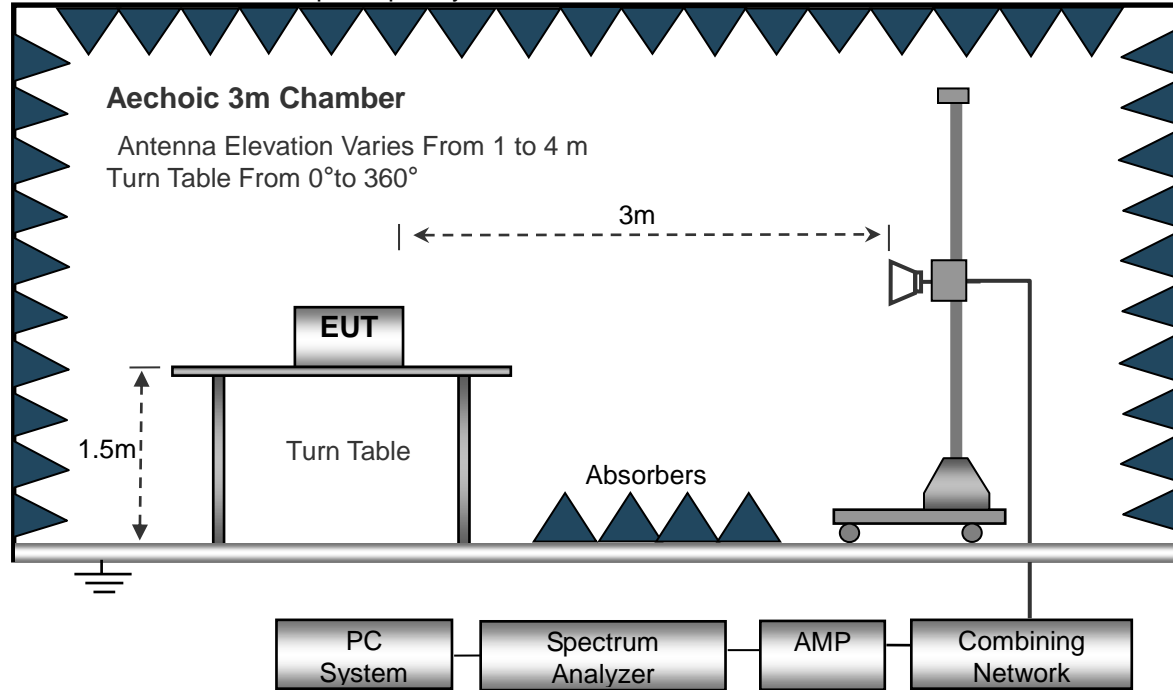 Aechoic 3m Chamber
Antenna Elevation Varies From 1 to 4 m
Turn Table From 0°to 360°
3m
EUT
1.5m
Turn Table
Absorbers
PC
System
Spectrum
Analyzer
AMP
Combining
Network